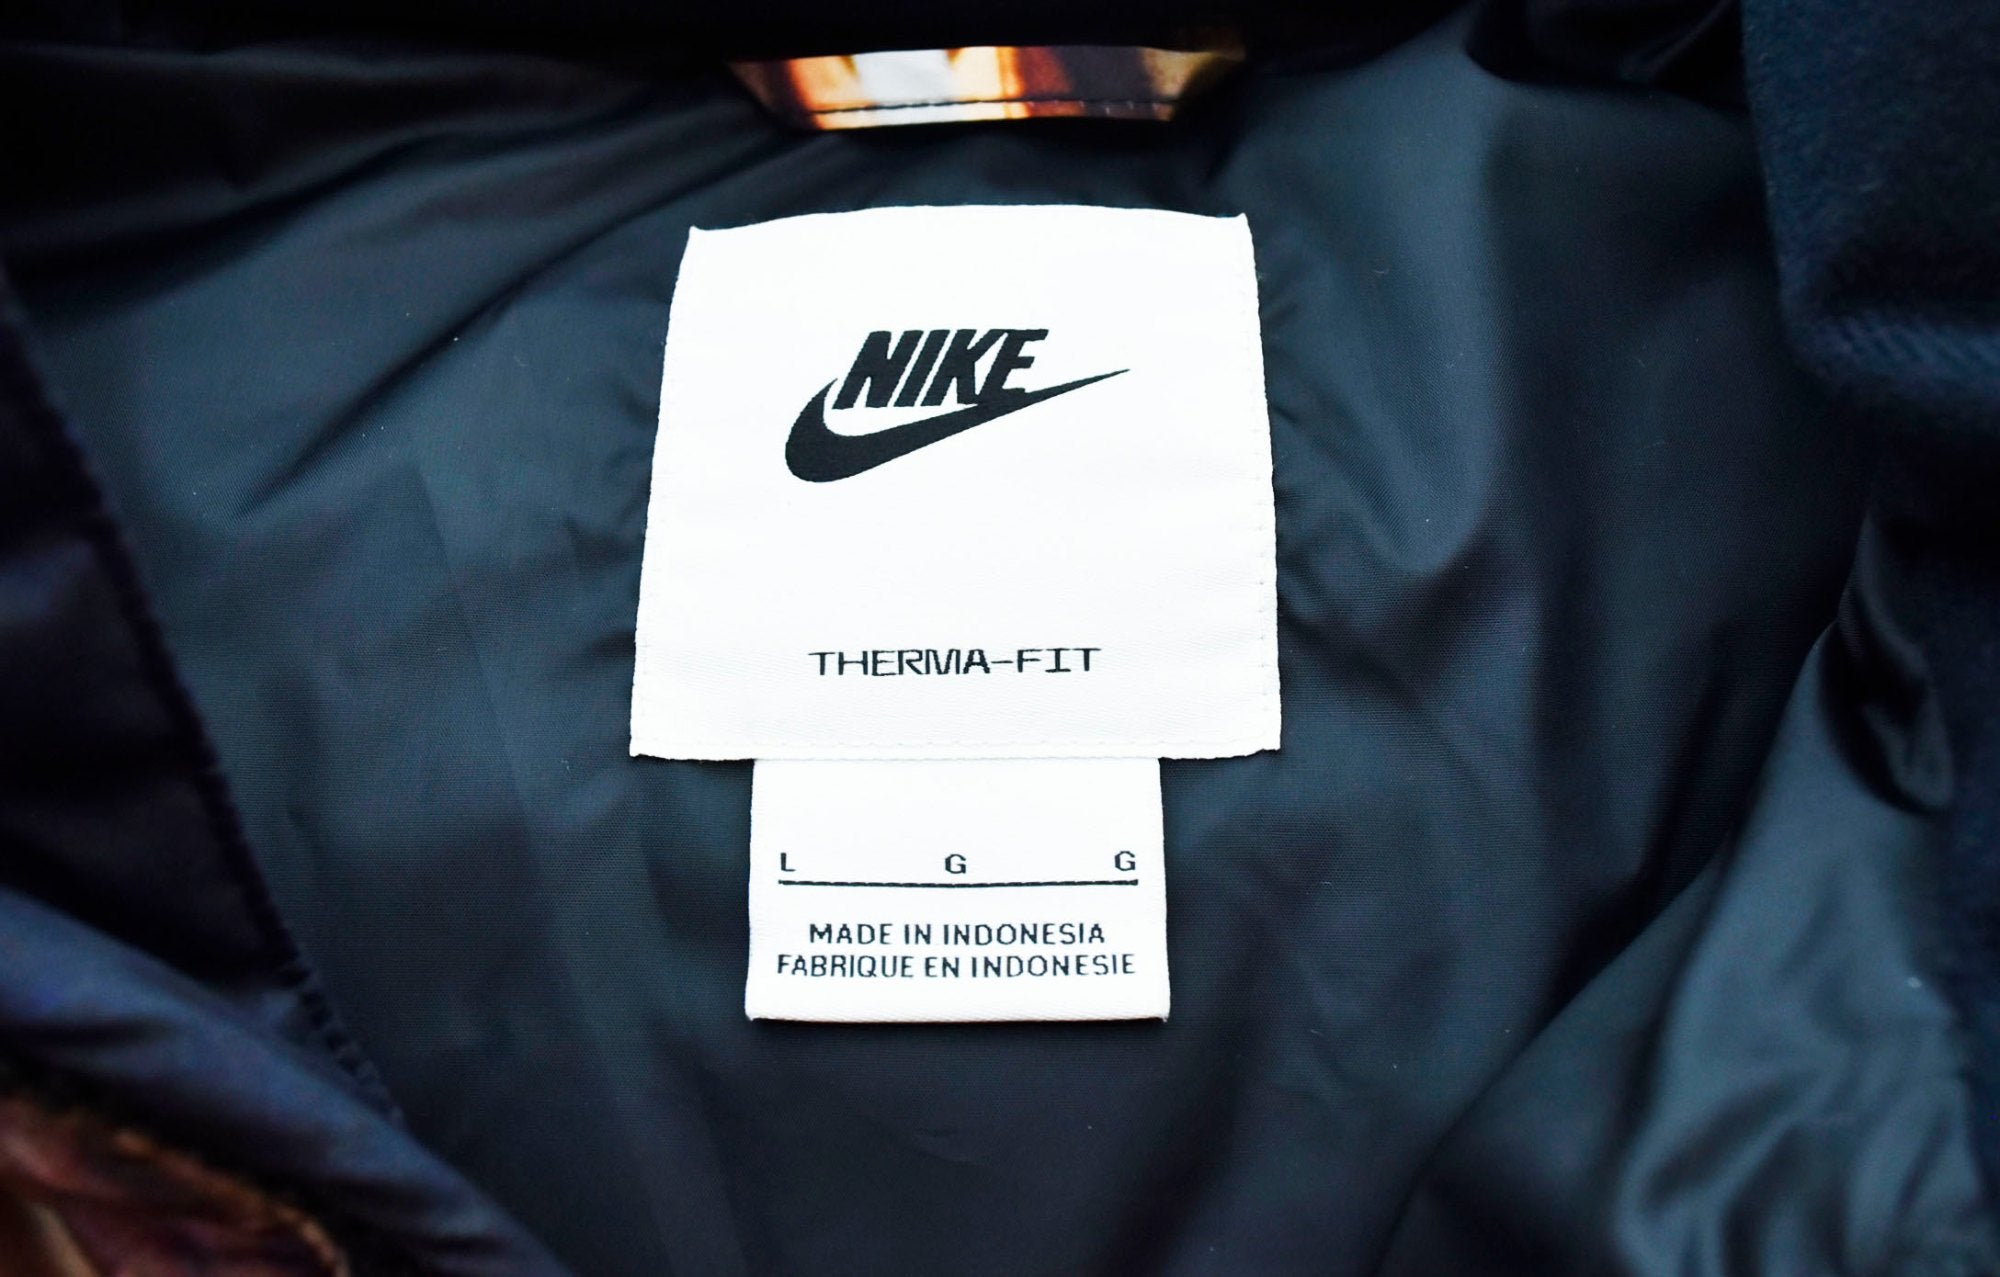 NIKE
THERMA-FIT
L G G
MADE IN INDONESIA
FABRIQUE EN INDONESIE